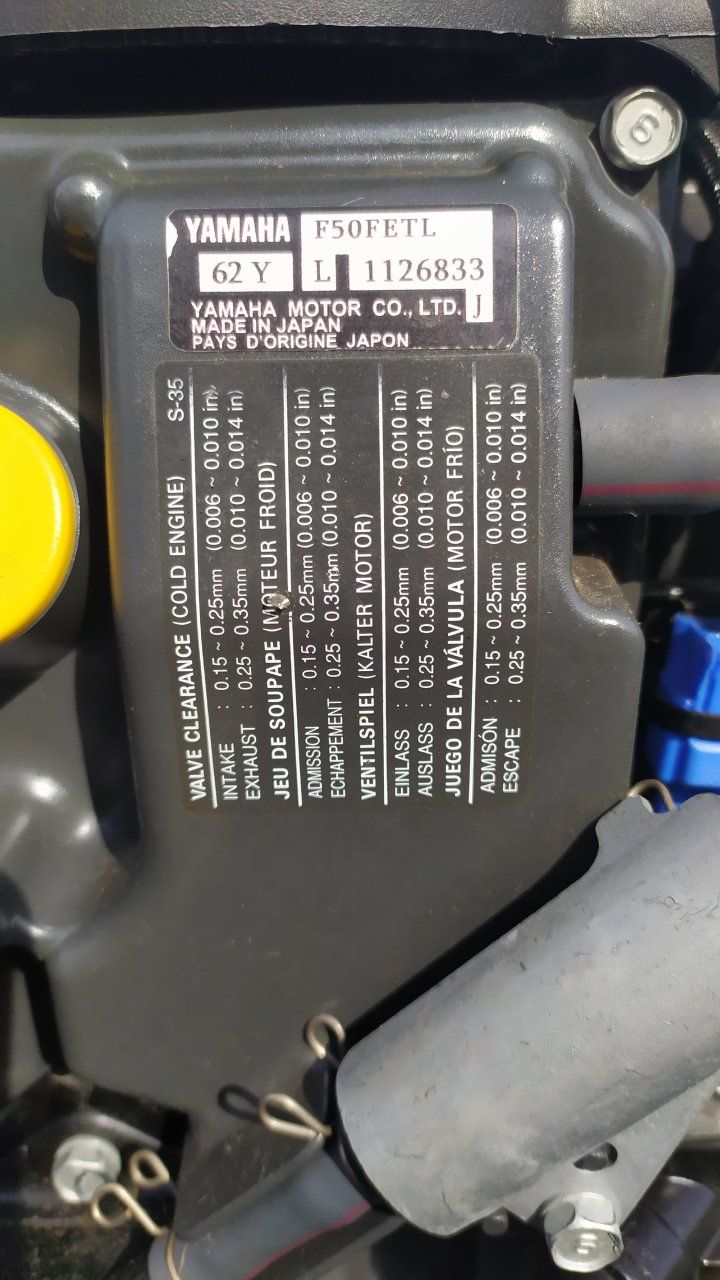 YAMAHA F50FETL
62Y L 1126833
YAMAHA MOTOR CO., LTD. J
MADE IN JAPAN
PAYS D'ORIGINE JAPON
VALVE CLEARANCE (COLD ENGINE) S-35
INTAKE : 0.15 ~ 0.25mm (0.006 ~ 0.010 in)
EXHAUST : 0.25 ~ 0.35mm (0.010 ~ 0.014 in)
JEU DE SOUPAPE (MOTEUR FROID)
ADMISSION : 0.15 ~ 0.25mm (0.006 ~ 0.010 in)
ECHAPPEMENT : 0.25 ~ 0.35mm (0.010 ~ 0.014 in)
VENTILSPIEL (KALTER MOTOR)
EINLASS : 0.15 ~ 0.25mm (0.006 ~ 0.010 in)
AUSLASS : 0.25 ~ 0.35mm (0.010 ~ 0.014 in)
JUEGO DE LA VÁLVULA (MOTOR FRÍO)
ADMISÓN : 0.15 ~ 0.25mm (0.006 ~ 0.010 in)
ESCAPE : 0.25 ~ 0.35mm (0.010 ~ 0.014 in)